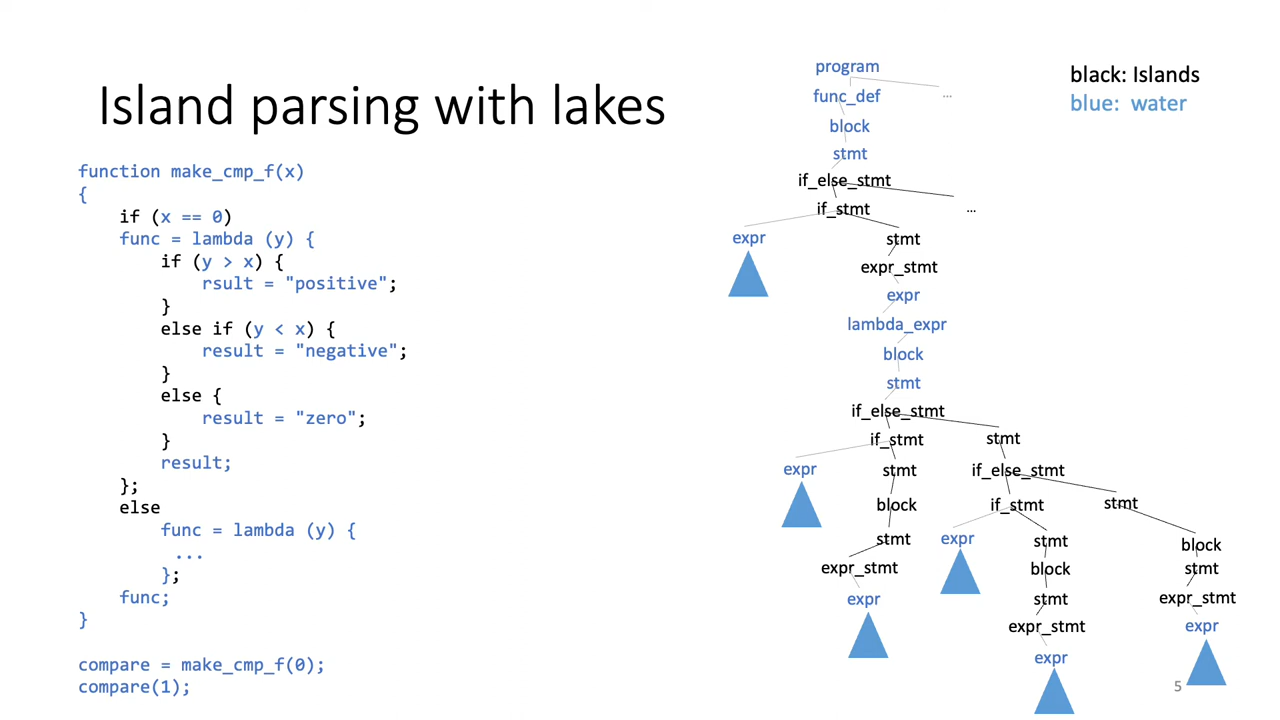 Island parsing with lakes
function make_cmp_f(x)
{
if (x == 0)
func = lambda (y) {
if (y > x) {
rsult = "positive";
}
else if (y < x) {
result = "negative";
}
else {
result = "zero";
}
result;
};
else
func = lambda (y) {
...
};
func;
}
compare = make_cmp_f(0);
compare(1);
black: Islands
blue: water
program
func_def ...
block
stmt
if_else_stmt
if_stmt ...
expr stmt
expr_stmt
expr
lambda_expr
block
stmt
if_else_stmt
if_stmt stmt
expr stmt if_else_stmt
block if_stmt stmt
stmt expr stmt block
expr_stmt block stmt
expr stmt expr_stmt
expr_stmt expr
expr
5